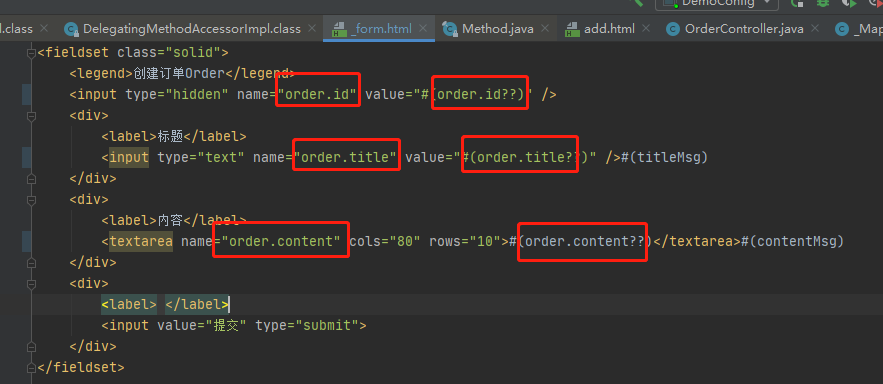 DemoConfig
l.class DelegatingMethodAccessorImpl.class _form.html Method.java add.html OrderController.java _Map
<fieldset class="solid">
<legend>创建订单Order</legend>
<input type="hidden" name="order.id" value="#(order.id??)" />
<div>
<label>标题</label>
<input type="text" name="order.title" value="#(order.title??)" />#(titleMsg)
</div>
<div>
<label>内容</label>
<textarea name="order.content" cols="80" rows="10">#(order.content??)</textarea>#(contentMsg)
</div>
<div>
<label> </label>
<input value="提交" type="submit">
</div>
</fieldset>